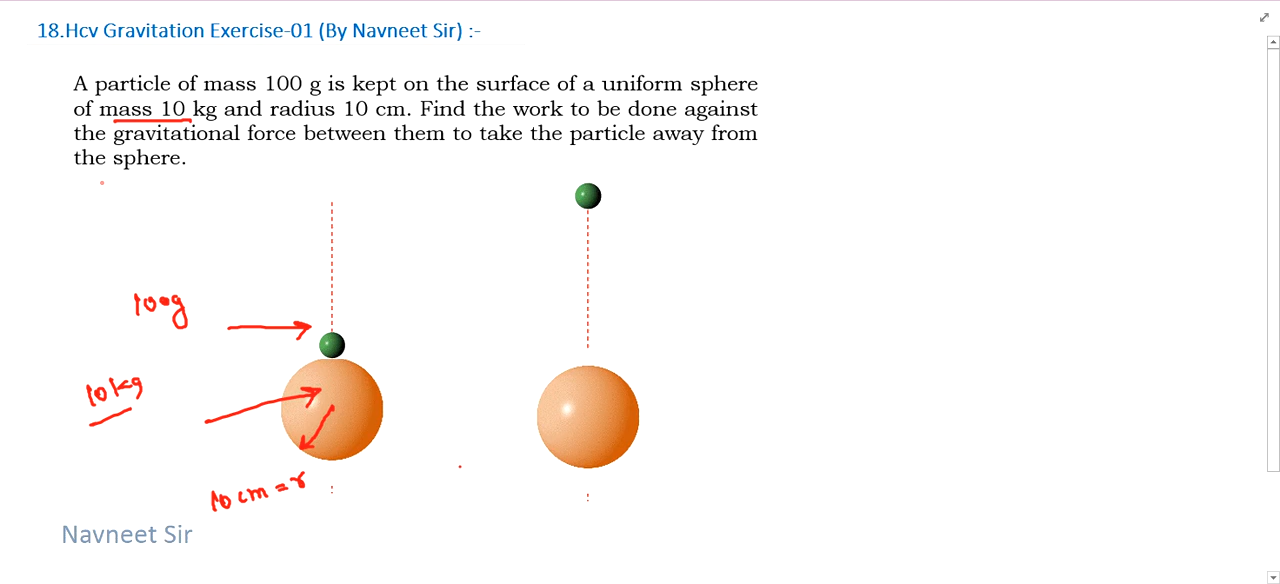 18.Hcv Gravitation Exercise-01 (By Navneet Sir) :-
A particle of mass 100 g is kept on the surface of a uniform sphere
of mass 10 kg and radius 10 cm. Find the work to be done against
the gravitational force between them to take the particle away from
the sphere.
100g
10kg
10 cm = r
Navneet Sir